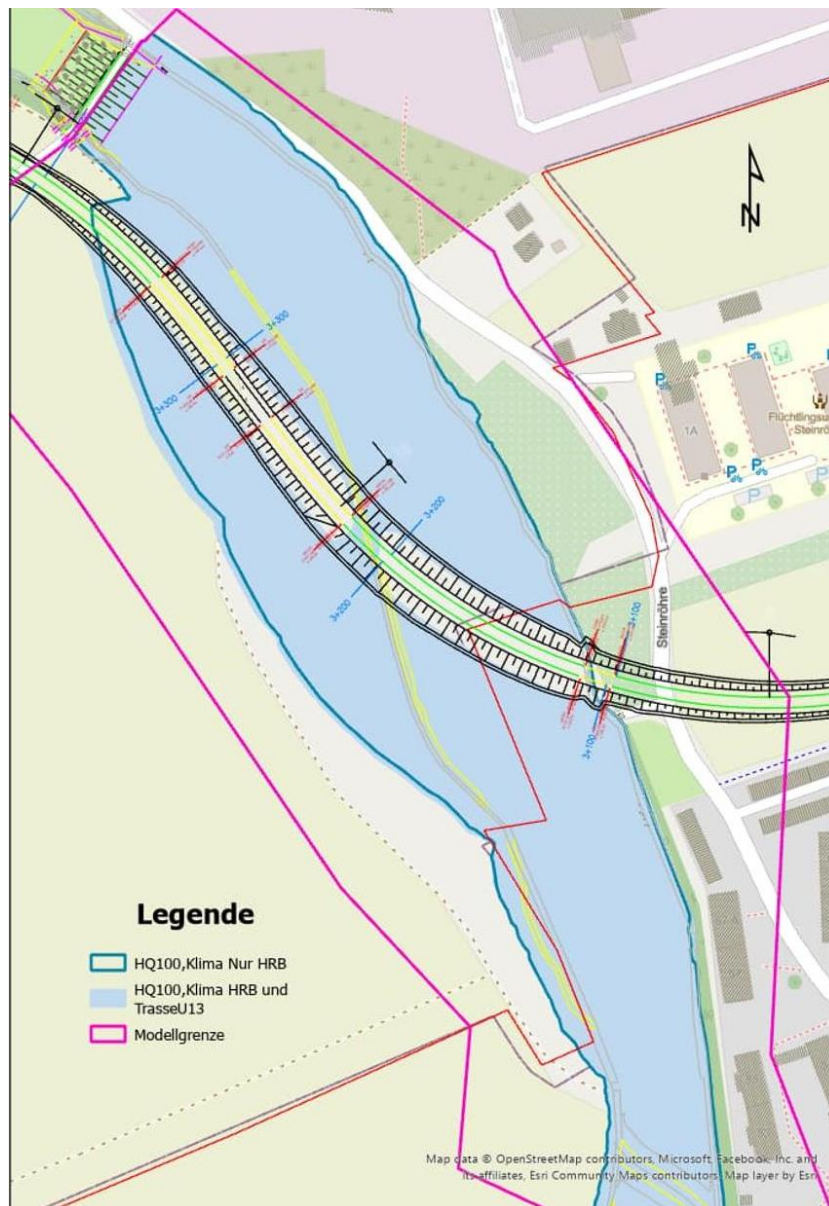 N
3+300
3+300
1A
P
P
P
P
P
P
Flüchtlingsu
Steinrö
3+200
3+200
Steinröhre
3+100
3+100
Legende
HQ100,Klima Nur HRB
HQ100,Klima HRB und
TrasseU13
Modellgrenze
Map data © OpenStreetMap contributors, Microsoft, Facebook, Inc. and
its affiliates, Esri Community Maps contributors, Map layer by Esri